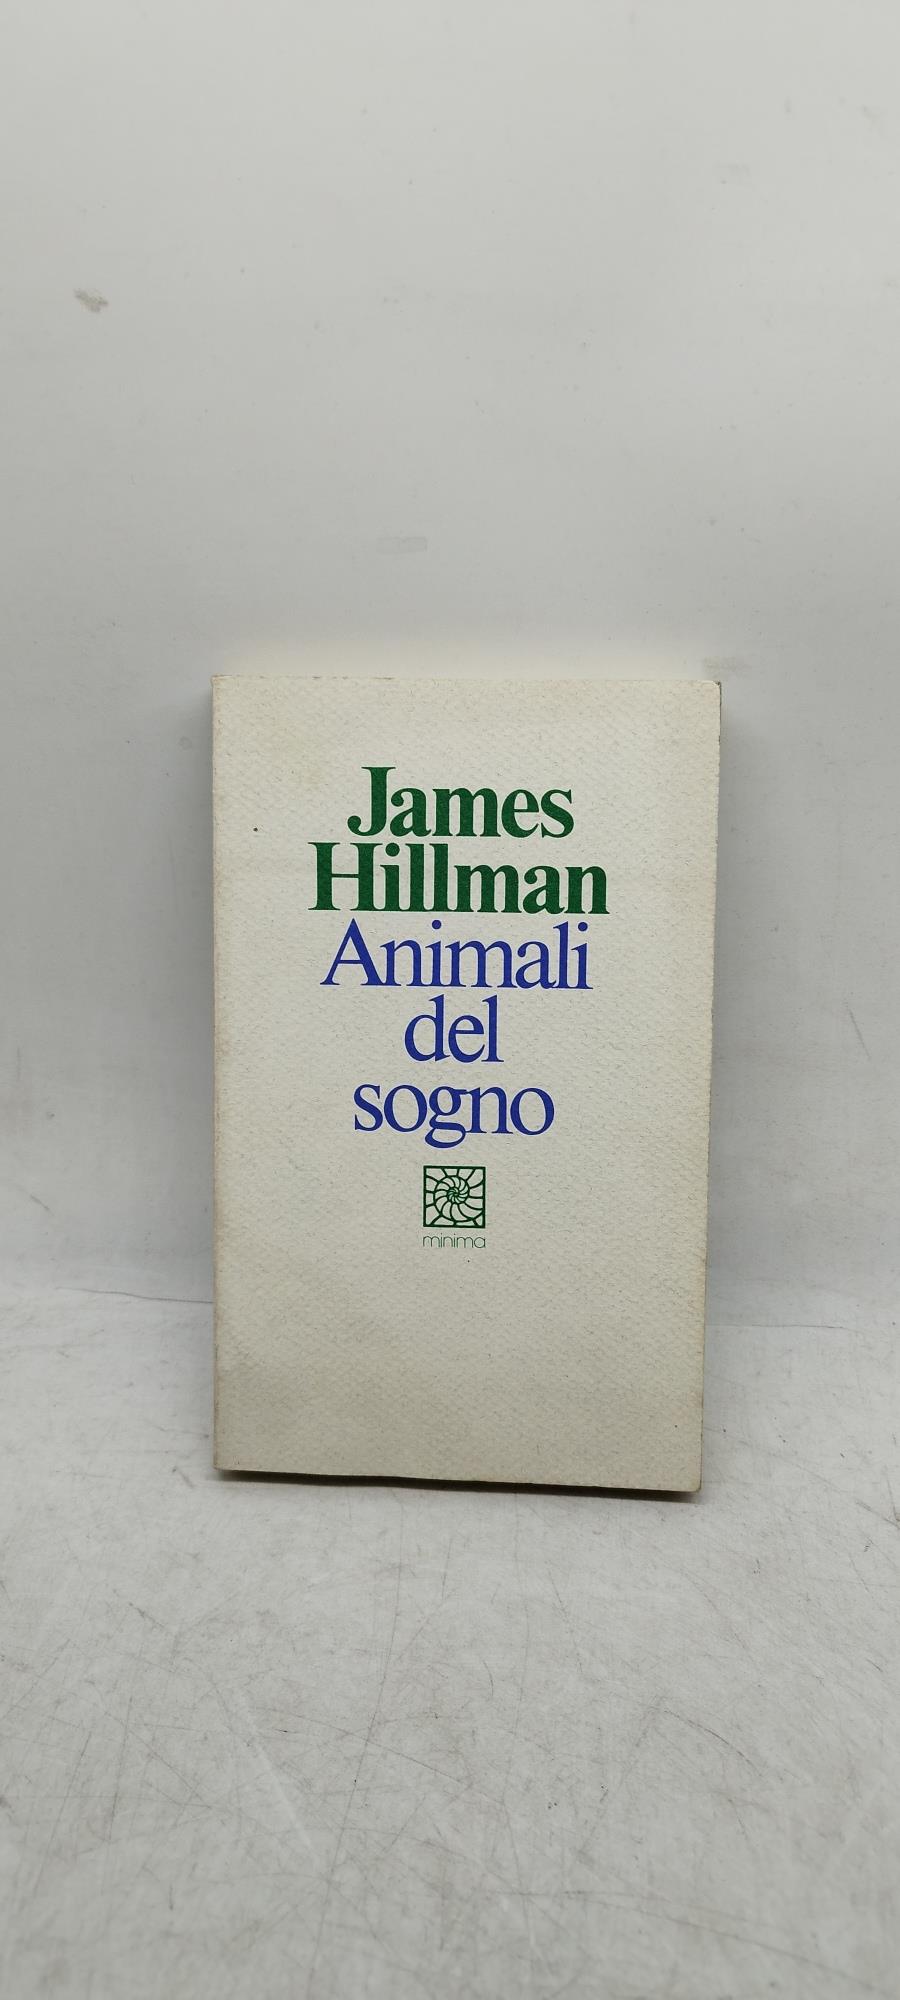 James
Hillman
Animali
del
sogno
minima